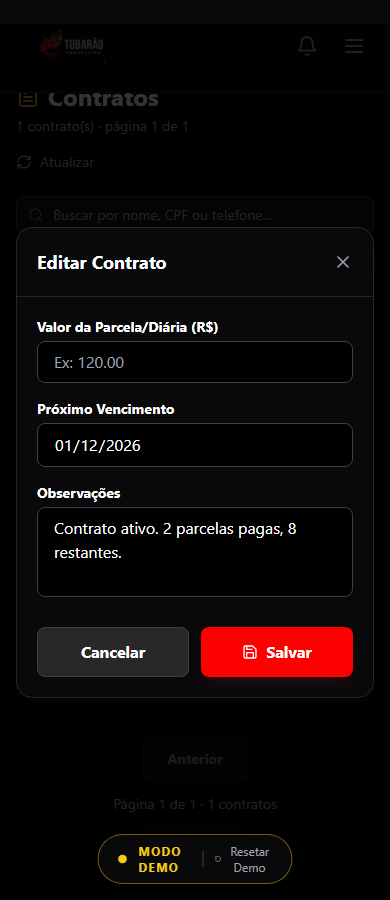 TUBARÃO
EMPRÉSTIMO
Contratos
1 contrato(s) · página 1 de 1
Atualizar
Buscar por nome, CPF ou telefone...
Editar Contrato
Valor da Parcela/Diária (R$)
Ex: 120.00
Próximo Vencimento
01/12/2026
Observações
Contrato ativo. 2 parcelas pagas, 8
restantes.
Cancelar
Salvar
Anterior
Página 1 de 1 · 1 contratos
MODO
DEMO
Resetar
Demo